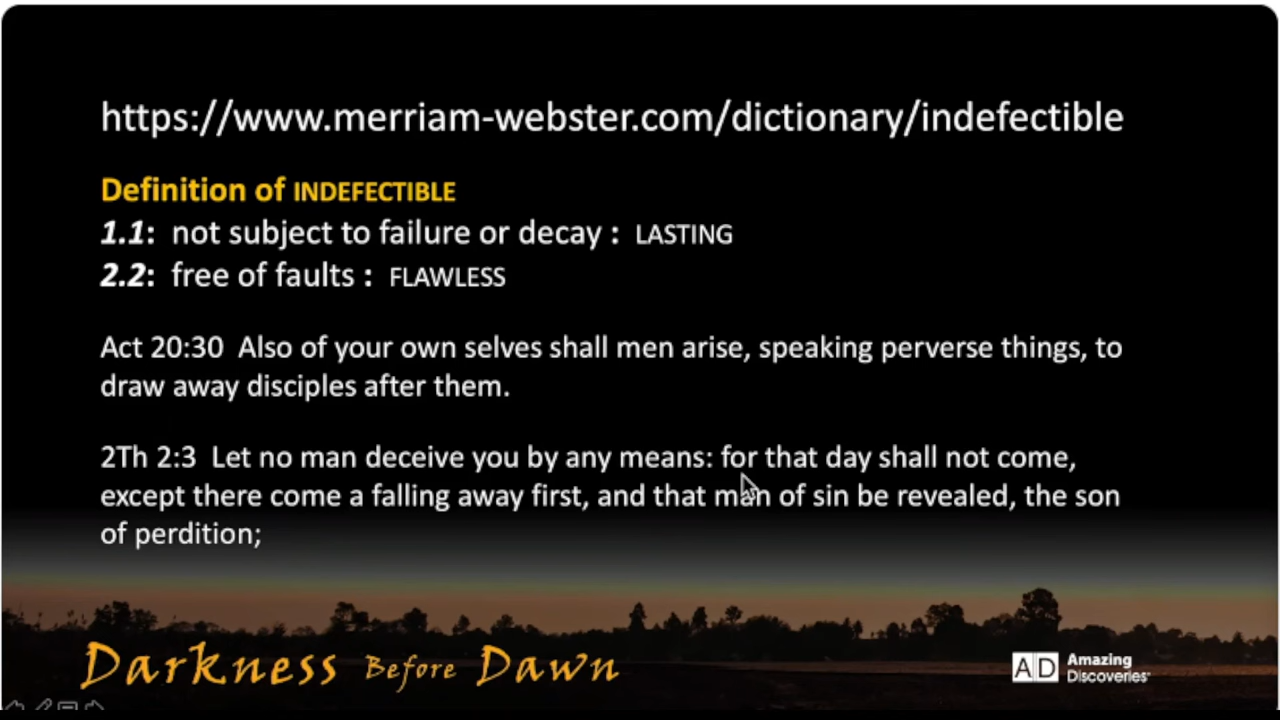 https://www.merriam-webster.com/dictionary/indefectible
Definition of INDEFECTIBLE
1.1: not subject to failure or decay : LASTING
2.2: free of faults : FLAWLESS
Act 20:30 Also of your own selves shall men arise, speaking perverse things, to
draw away disciples after them.
2Th 2:3 Let no man deceive you by any means: for that day shall not come,
except there come a falling away first, and that man of sin be revealed, the son
of perdition;
Darkness Before Dawn
AD Amazing
Discoveries